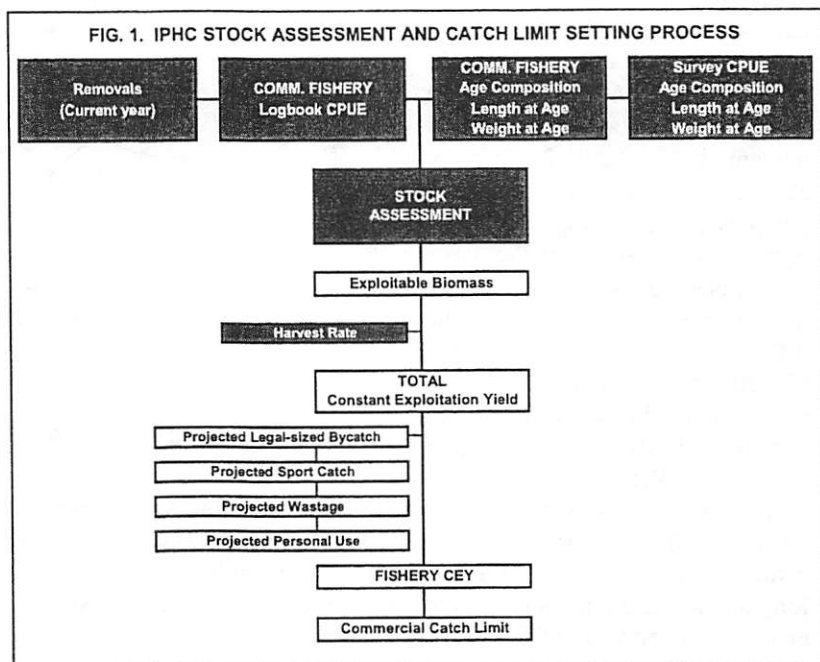 FIG. 1. IPHC STOCK ASSESSMENT AND CATCH LIMIT SETTING PROCESS
Removals
(Current year)
COMM. FISHERY
Logbook CPUE
COMM. FISHERY
Age Composition
Length at Age
Weight at Age
Survey CPUE
Age Composition
Length at Age
Weight at Age
STOCK
ASSESSMENT
Exploitable Biomass
Harvest Rate
TOTAL
Constant Exploitation Yield
Projected Legal-sized Bycatch
Projected Sport Catch
Projected Wastage
Projected Personal Use
FISHERY CEY
Commercial Catch Limit